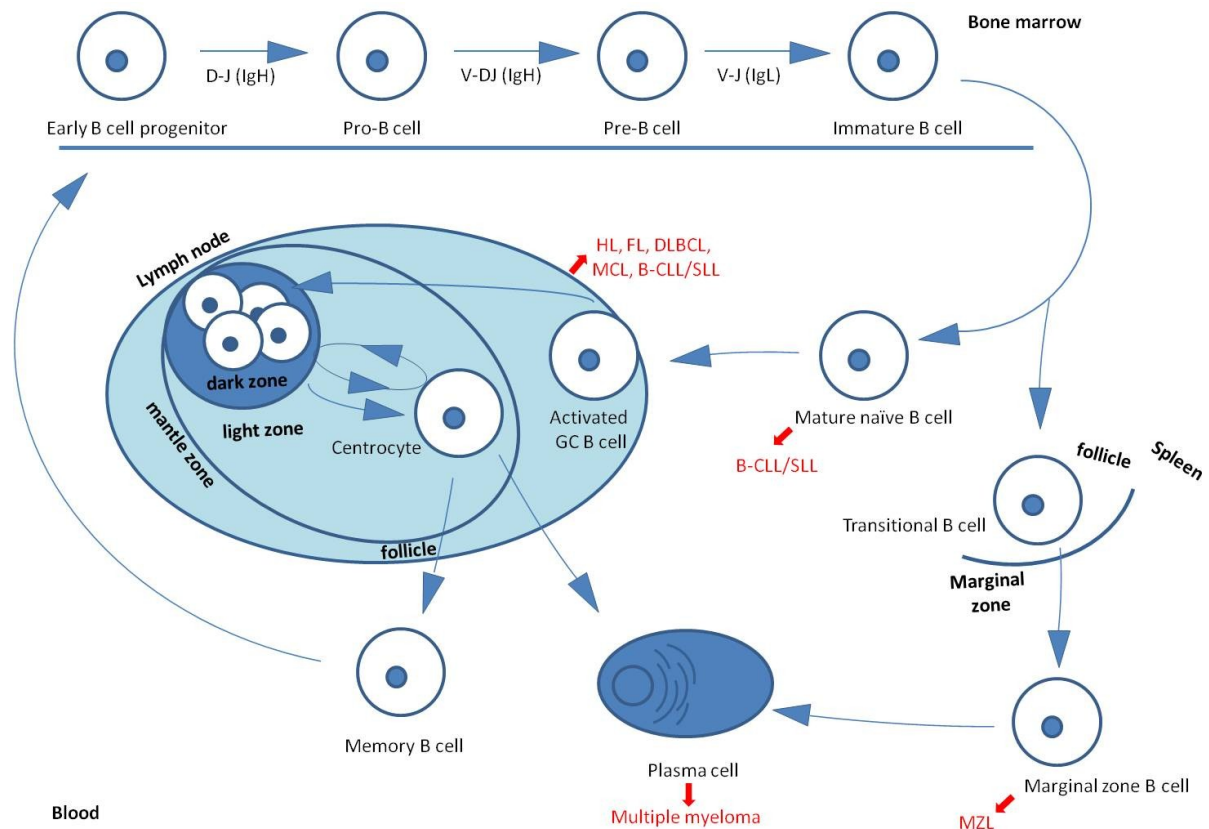 Bone marrow
D-J (IgH)
V-DJ (IgH)
V-J (IgL)
Early B cell progenitor
Pro-B cell
Pre-B cell
Immature B cell
Lymph node
HL, FL, DLBCL,
MCL, B-CLL/SLL
dark zone
light zone
mantle zone
Centrocyte
Activated
GC B cell
Mature naïve B cell
B-CLL/SLL
follicle
Spleen
Transitional B cell
Marginal
zone
follicle
Memory B cell
Plasma cell
Multiple myeloma
Marginal zone B cell
MZL
Blood